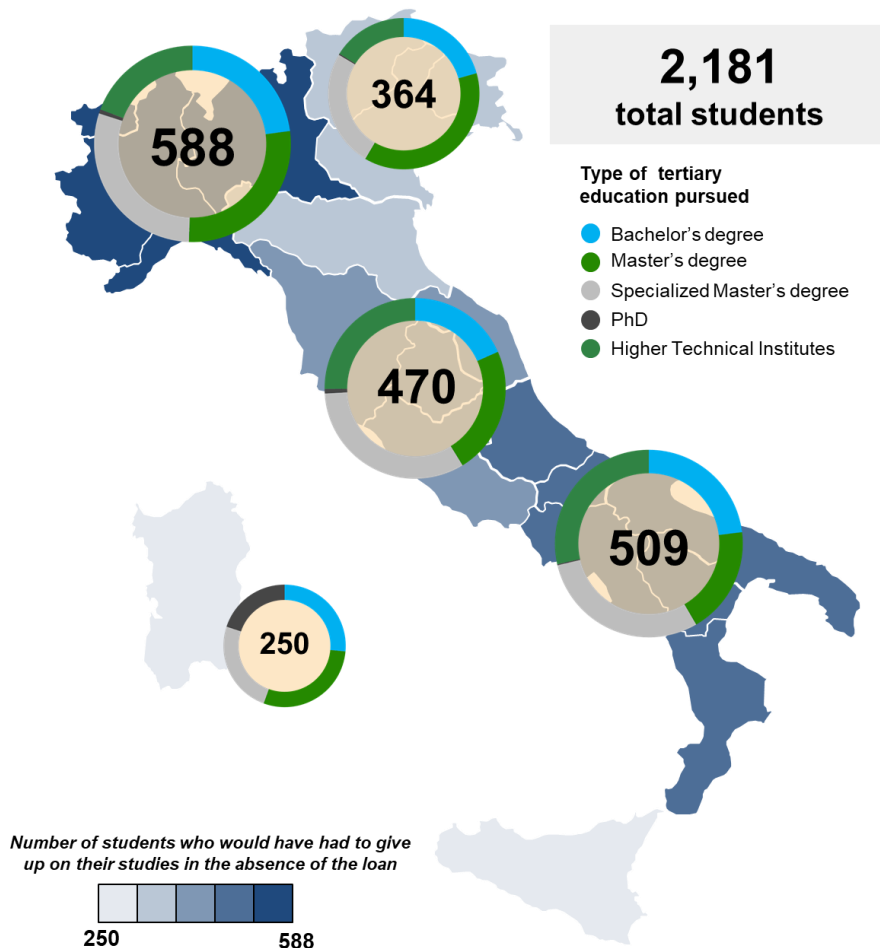 2,181
total students
Type of tertiary
education pursued
Bachelor's degree
Master's degree
Specialized Master's degree
PhD
Higher Technical Institutes
364
588
470
509
250
Number of students who would have had to give
up on their studies in the absence of the loan
250
588